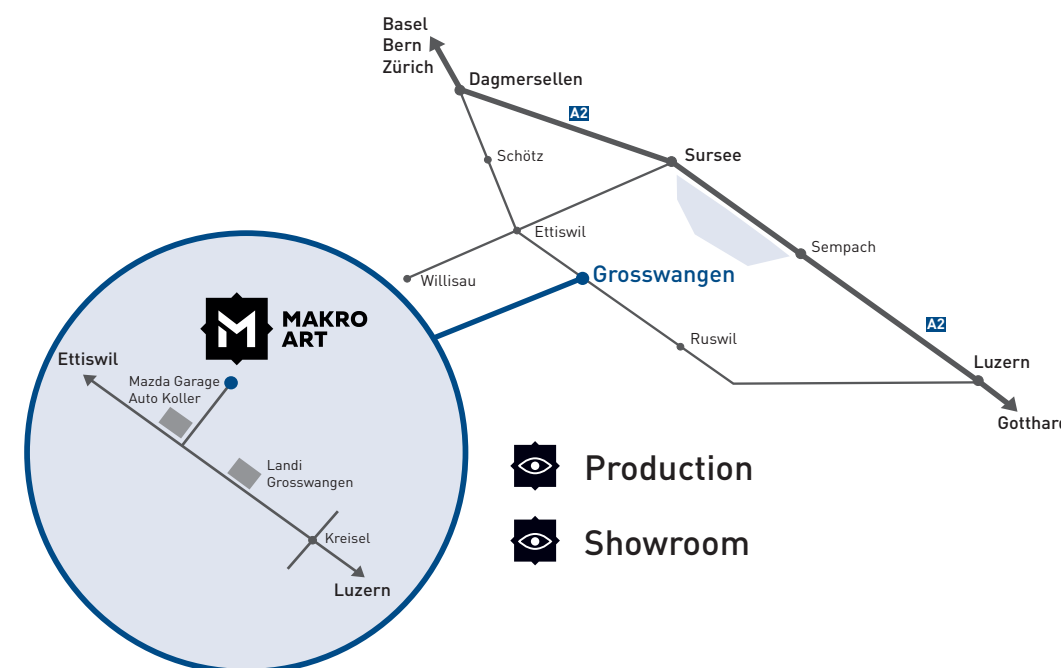 Basel
Bern
Zürich
Dagmersellen
A2
Schötz
Sursee
Ettiswil
Sempach
Willisau
Grosswangen
A2
Ruswil
Luzern
Gotthard
MAKRO
ART
Ettiswil
Mazda Garage
Auto Koller
Landi
Grosswangen
Kreisel
Luzern
Production
Showroom